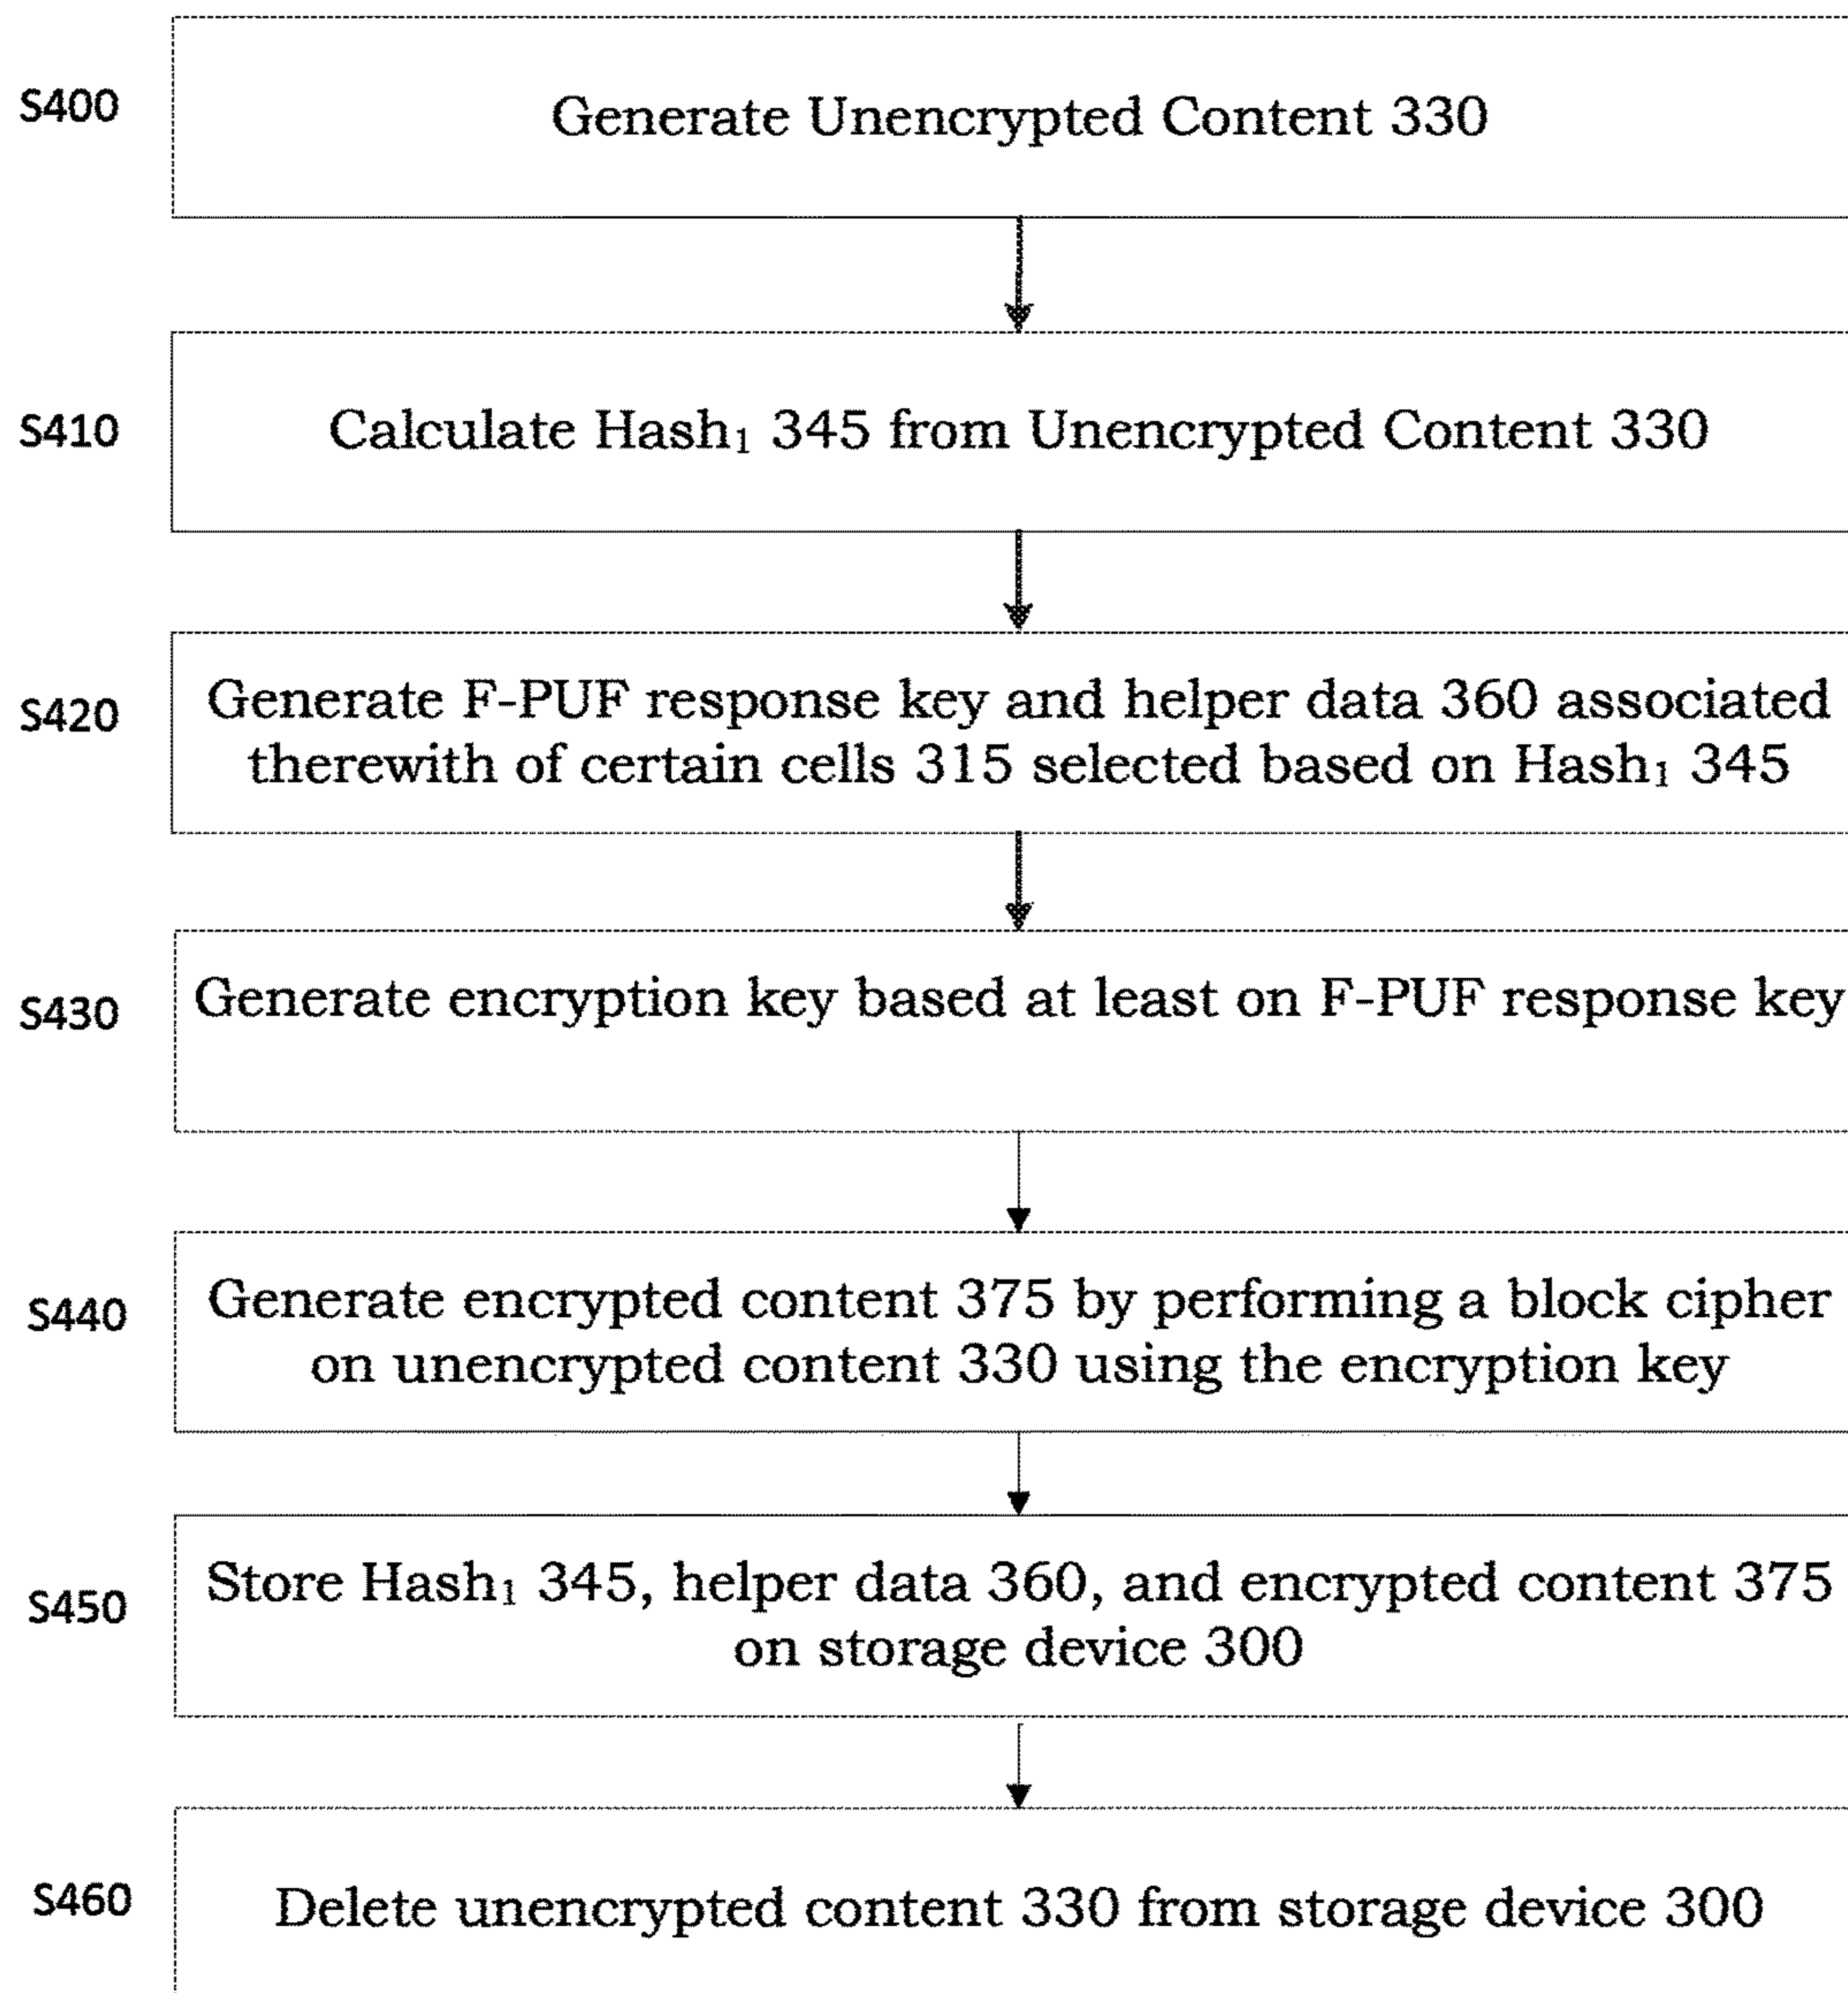 S400
Generate Unencrypted Content 330
S410
Calculate Hash₁ 345 from Unencrypted Content 330
S420
Generate F-PUF response key and helper data 360 associated
therewith of certain cells 315 selected based on Hash₁ 345
S430
Generate encryption key based at least on F-PUF response key
S440
Generate encrypted content 375 by performing a block cipher
on unencrypted content 330 using the encryption key
S450
Store Hash₁ 345, helper data 360, and encrypted content 375
on storage device 300
S460
Delete unencrypted content 330 from storage device 300